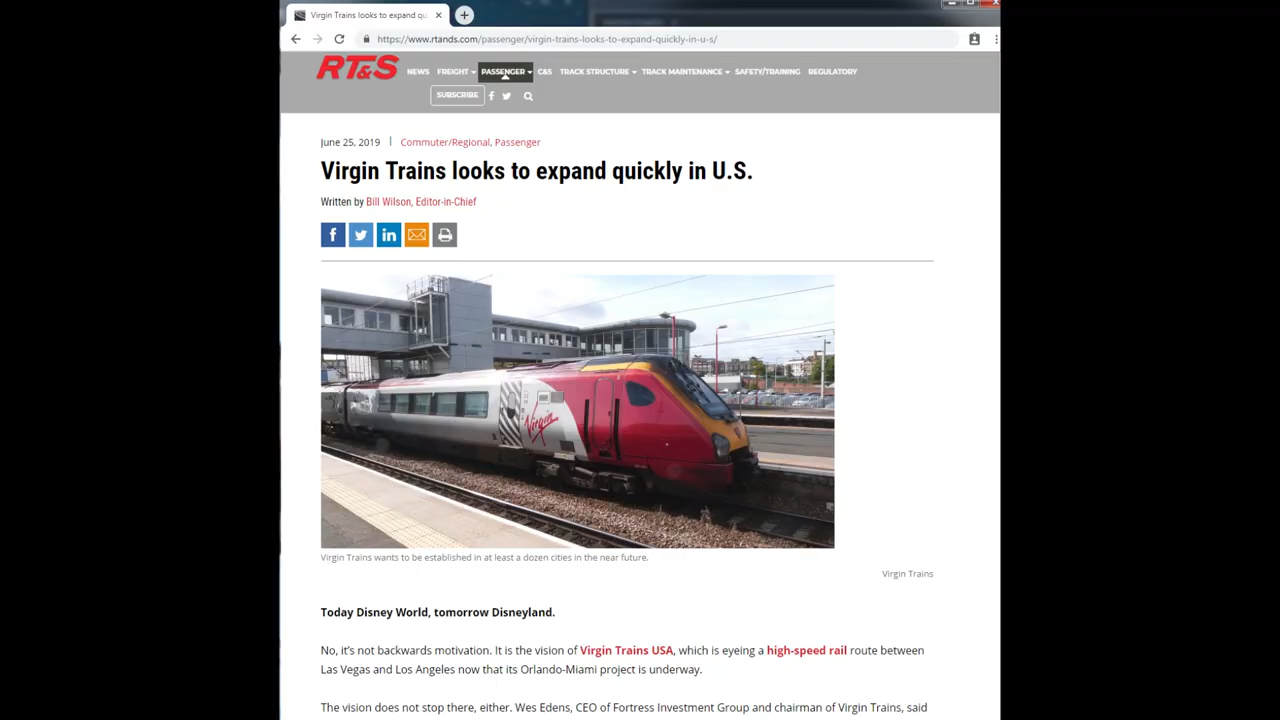 Virgin Trains looks to expand qu
https://www.rtands.com/passenger/virgin-trains-looks-to-expand-quickly-in-u-s/
RT&S NEWS FREIGHT PASSENGER C&S TRACK STRUCTURE TRACK MAINTENANCE SAFETY/TRAINING REGULATORY
SUBSCRIBE
June 25, 2019 | Commuter/Regional, Passenger
Virgin Trains looks to expand quickly in U.S.
Written by Bill Wilson, Editor-in-Chief
Virgin
Virgin Trains wants to be established in at least a dozen cities in the near future.
Virgin Trains
Today Disney World, tomorrow Disneyland.
No, it's not backwards motivation. It is the vision of Virgin Trains USA, which is eyeing a high-speed rail route between
Las Vegas and Los Angeles now that its Orlando-Miami project is underway.
The vision does not stop there, either. Wes Edens, CEO of Fortress Investment Group and chairman of Virgin Trains, said